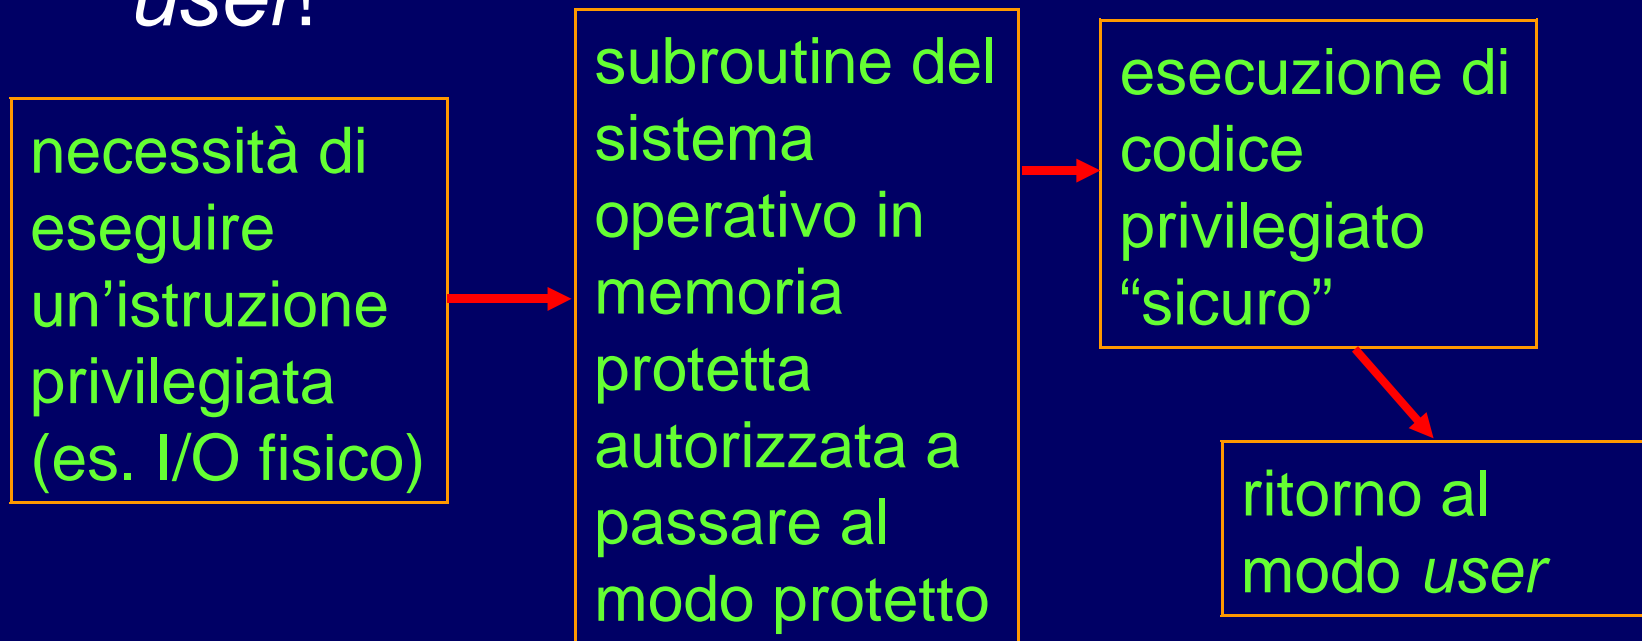 user!
necessità di
eseguire
un’istruzione
privilegiata
(es. I/O fisico)
subroutine del
sistema
operativo in
memoria
protetta
autorizzata a
passare al
modo protetto
esecuzione di
codice
privilegiato
“sicuro”
ritorno al
modo user